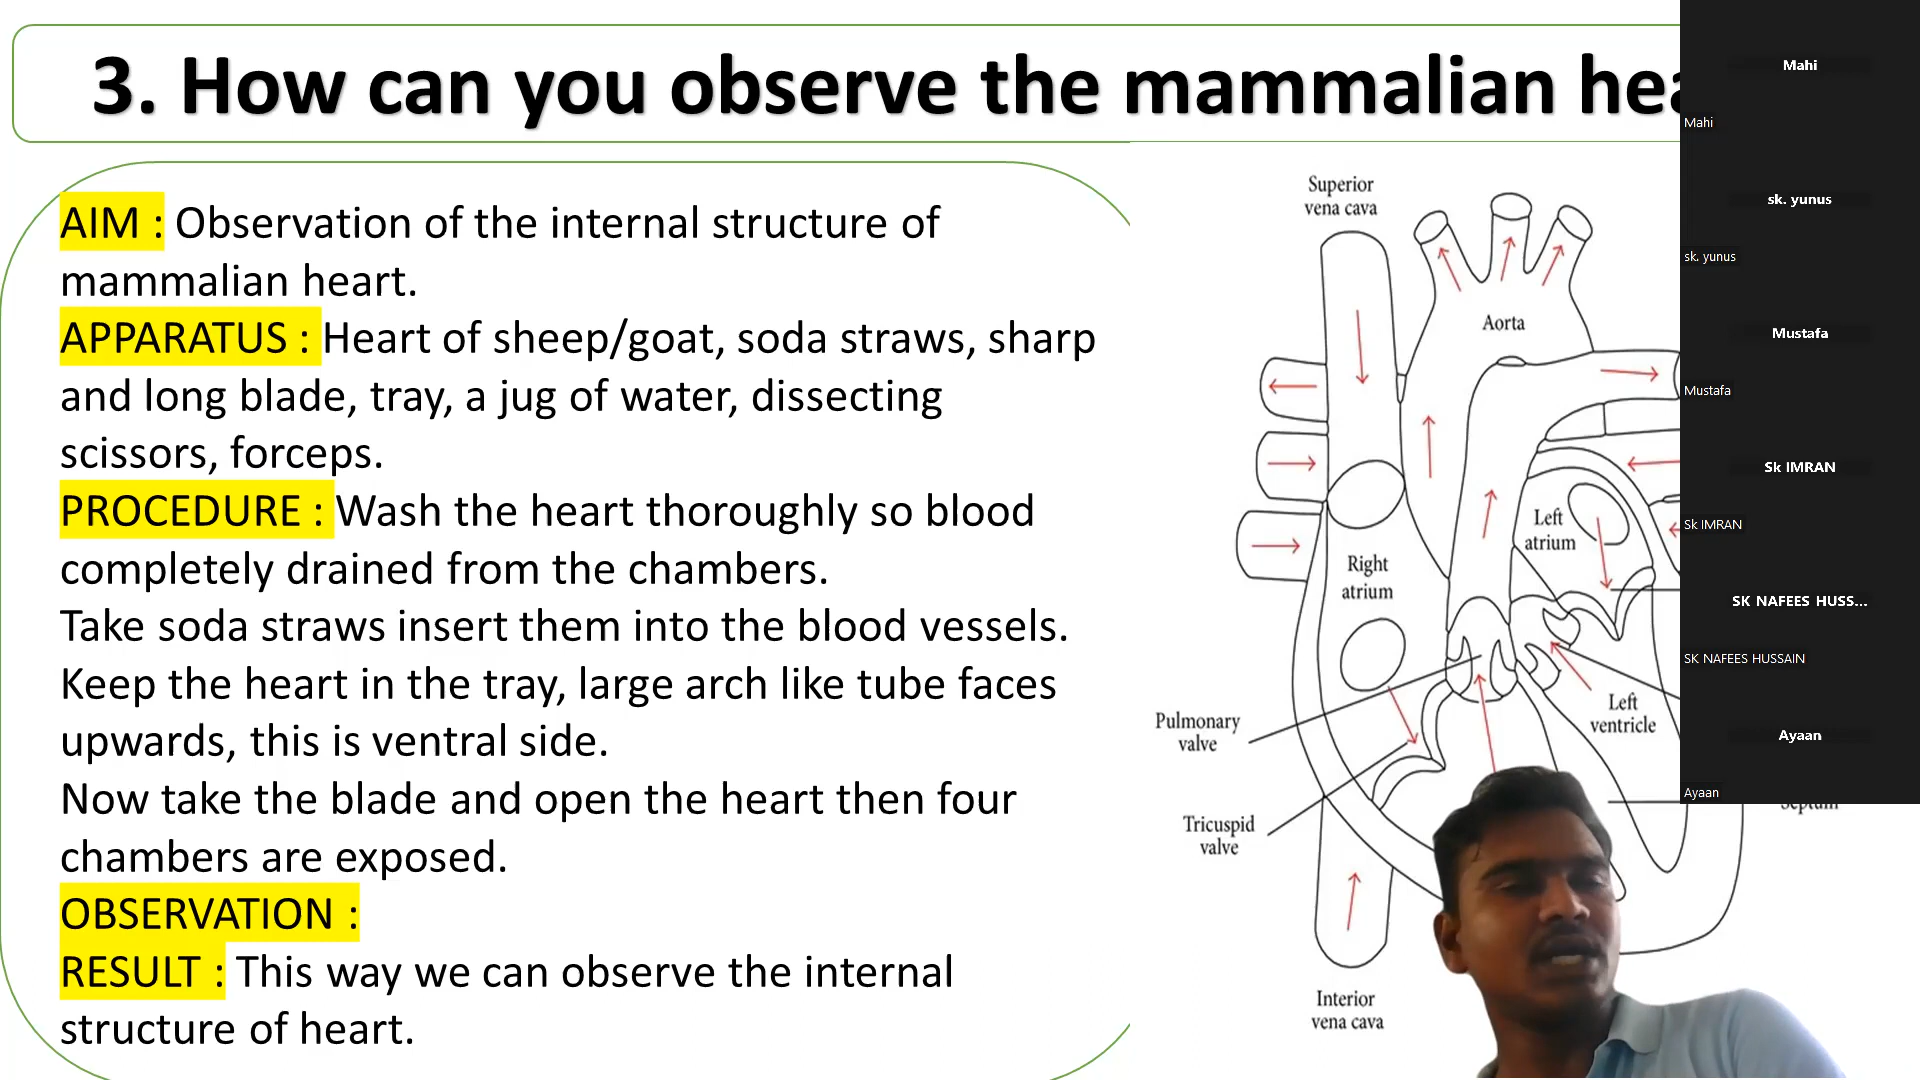 3. How can you observe the mammalian hea
AIM : Observation of the internal structure of
mammalian heart.
APPARATUS : Heart of sheep/goat, soda straws, sharp
and long blade, tray, a jug of water, dissecting
scissors, forceps.
PROCEDURE : Wash the heart thoroughly so blood
completely drained from the chambers.
Take soda straws insert them into the blood vessels.
Keep the heart in the tray, large arch like tube faces
upwards, this is ventral side.
Now take the blade and open the heart then four
chambers are exposed.
OBSERVATION :
RESULT : This way we can observe the internal
structure of heart.
Superior
vena cava
Aorta
Left
atrium
Right
atrium
Left
ventricle
Pulmonary
valve
Tricuspid
valve
Septum
Interior
vena cava
Mahi
Mahi
sk. yunus
sk. yunus
Mustafa
Mustafa
Sk IMRAN
Sk IMRAN
SK NAFEES HUSS...
SK NAFEES HUSSAIN
Ayaan
Ayaan